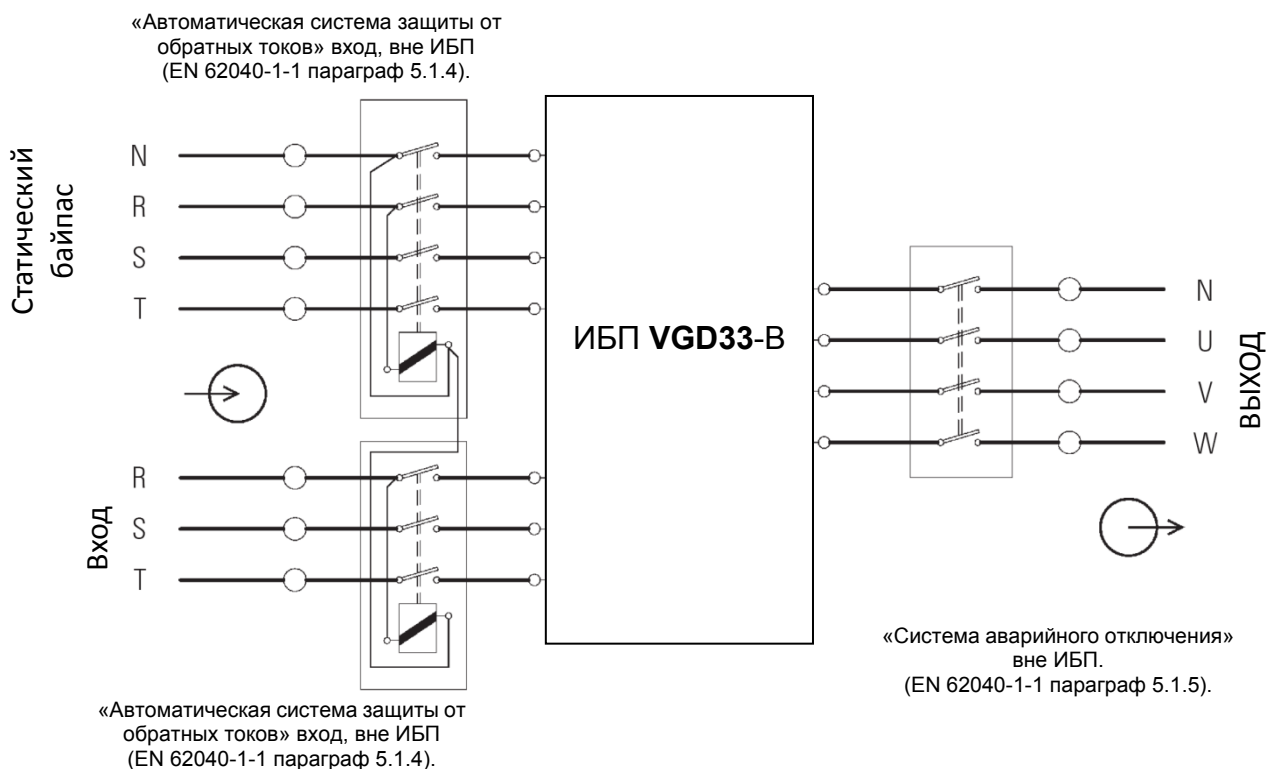 «Автоматическая система защиты от
обратных токов» вход, вне ИБП
(EN 62040-1-1 параграф 5.1.4).
Статический
байпас
N
R
S
T
Вход
R
S
T
ИБП VGD33-В
N
U
V
W
ВЫХОД
«Система аварийного отключения»
вне ИБП.
(EN 62040-1-1 параграф 5.1.5).
«Автоматическая система защиты от
обратных токов» вход, вне ИБП
(EN 62040-1-1 параграф 5.1.4).